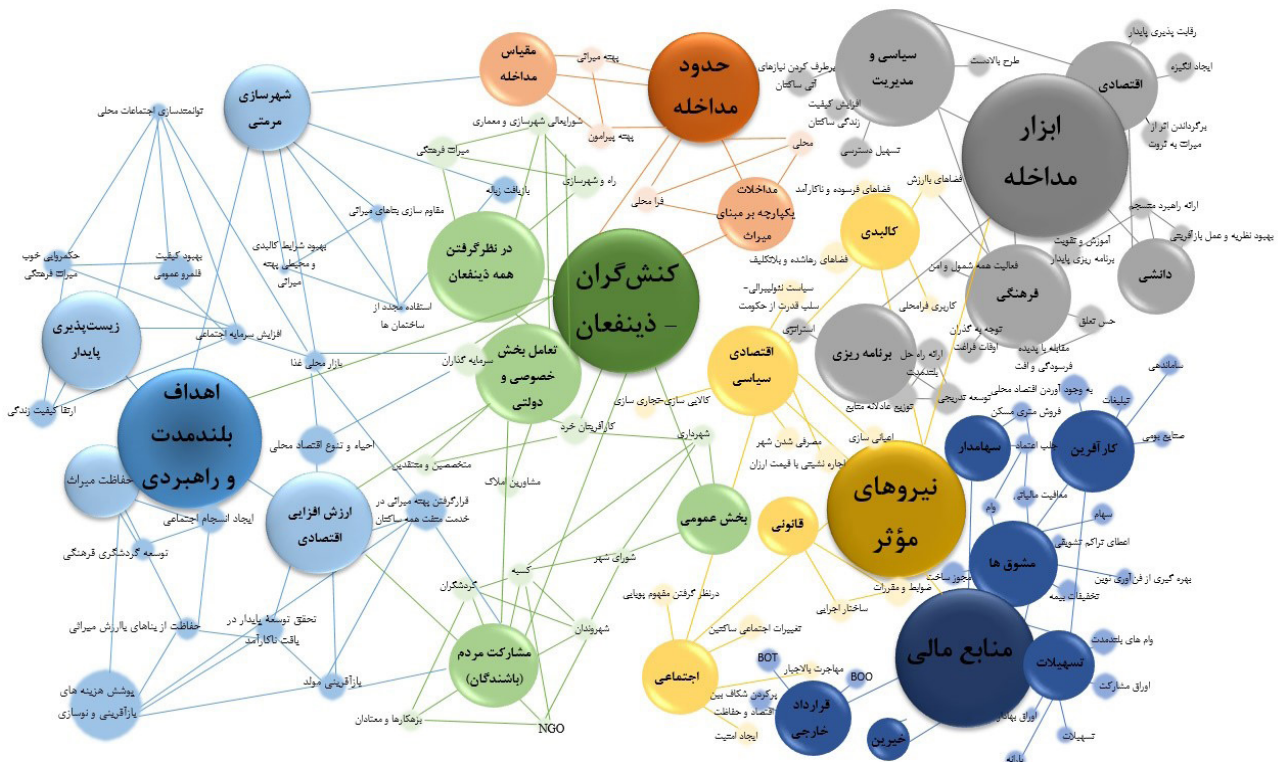 حدود
مداخله
مقیاس
مداخله
پهنه میراثی
پهنه پیرامون
محلی
فرا محلی
مداخلات
یکپارچه بر مبنای
میراث
ابزار
مداخله
سیاسی و
مدیریت
برطرف کردن نیازهای
آتی ساکنان
طرح بالادست
افزایش کیفیت
زندگی ساکنان
تسهیل دسترسی
اقتصادی
رقابت پذیری پایدار
ایجاد انگیزه
برگرداندن اثر از
میراث به ثروت
دانشی
ارائه راهبرد منسجم
بهبود نظریه و عمل بازآفرینی
آموزش و تقویت
برنامه ریزی پایدار
فرهنگی
فعالیت همه شمول و امن
حس تعلق
توجه به گذران
اوقات فراغت
مقابله با پدیده
فرسودگی و افت
برنامه ریزی
استراتژی
ارائه راه حل
بلندمدت
توسعه تدریجی
توزیع عادلانه منابع
کنش‌گران
– ذینفعان
در نظر گرفتن
همه ذینفعان
شورایعالی شهرسازی و معماری
میراث فرهنگی
راه و شهرسازی
تعامل بخش
خصوصی و
دولتی
سرمایه گذاران
کارآفرینان خرد
متخصصین و منتقدین
مشاورین املاک
بخش عمومی
شهرداری
شورای شهر
مشارکت مردم
(باشندگان)
کسبه
گردشگران
شهروندان
بزهکارها و معتادان
NGO
اهداف
بلندمدت
و راهبردی
شهرسازی
مرمتی
توانمندسازی اجتماعات محلی
بازیافت زباله
مقاوم سازی بناهای میراثی
بهبود شرایط کالبدی
و محیطی پهنه
میراثی
استفاده مجدد از
ساختمان ها
زیست‌پذیری
پایدار
حکمروایی خوب
میراث فرهنگی
بهبود کیفیت
قلمرو عمومی
افزایش سرمایه اجتماعی
بازار محلی غذا
ارتقا کیفیت زندگی
حفاظت میراث
ایجاد انسجام اجتماعی
توسعه گردشگری فرهنگی
حفاظت از بناهای باارزش میراثی
ارزش افزایی
اقتصادی
احیاء و تنوع اقتصاد محلی
قرارگرفتن پهنه میراثی در
خدمت منفعت همه ساکنان
تحقق توسعهٔ پایدار در
بافت ناکارآمد
بازآفرینی مولد
پوشش هزینه های
بازآفرینی و نوسازی
نیروهای
مؤثر
کالبدی
فضاهای باارزش
فضاهای فرسوده و ناکارآمد
فضاهای رهاشده و بلاتکلیف
کاربری فرامحلی
اقتصادی
سیاسی
سیاست نئولیبرالی-
سلب قدرت از حکومت
کالایی سازی-تجاری سازی
اعیانی سازی
مصرفی شدن شهر
اجاره نشینی با قیمت ارزان
قانونی
ضوابط و مقررات
ساختار اجرایی
اجتماعی
درنظر گرفتن مفهوم پویایی
تغییرات اجتماعی ساکنین
مهاجرت بالاجبار
پرکردن شکاف بین
اقتصاد و حفاظت
ایجاد امنیت
منابع مالی
سهامدار
به وجود آوردن اقتصاد محلی
فروش متری مسکن
جلب اعتماد
کارآفرین
ساماندهی
تبلیغات
صنایع بومی
مشوق ها
معافیت مالیاتی
وام
سهام
اعطای تراکم تشویقی
بهره گیری از فن‌آوری نوین
تخفیفات بیمه
مجوز ساخت
تسهیلات
وام های بلندمدت
اوراق مشارکت
تسهیلات
یارانه
اوراق بهادار
خیرین
قرارداد
خارجی
BOT
BOO